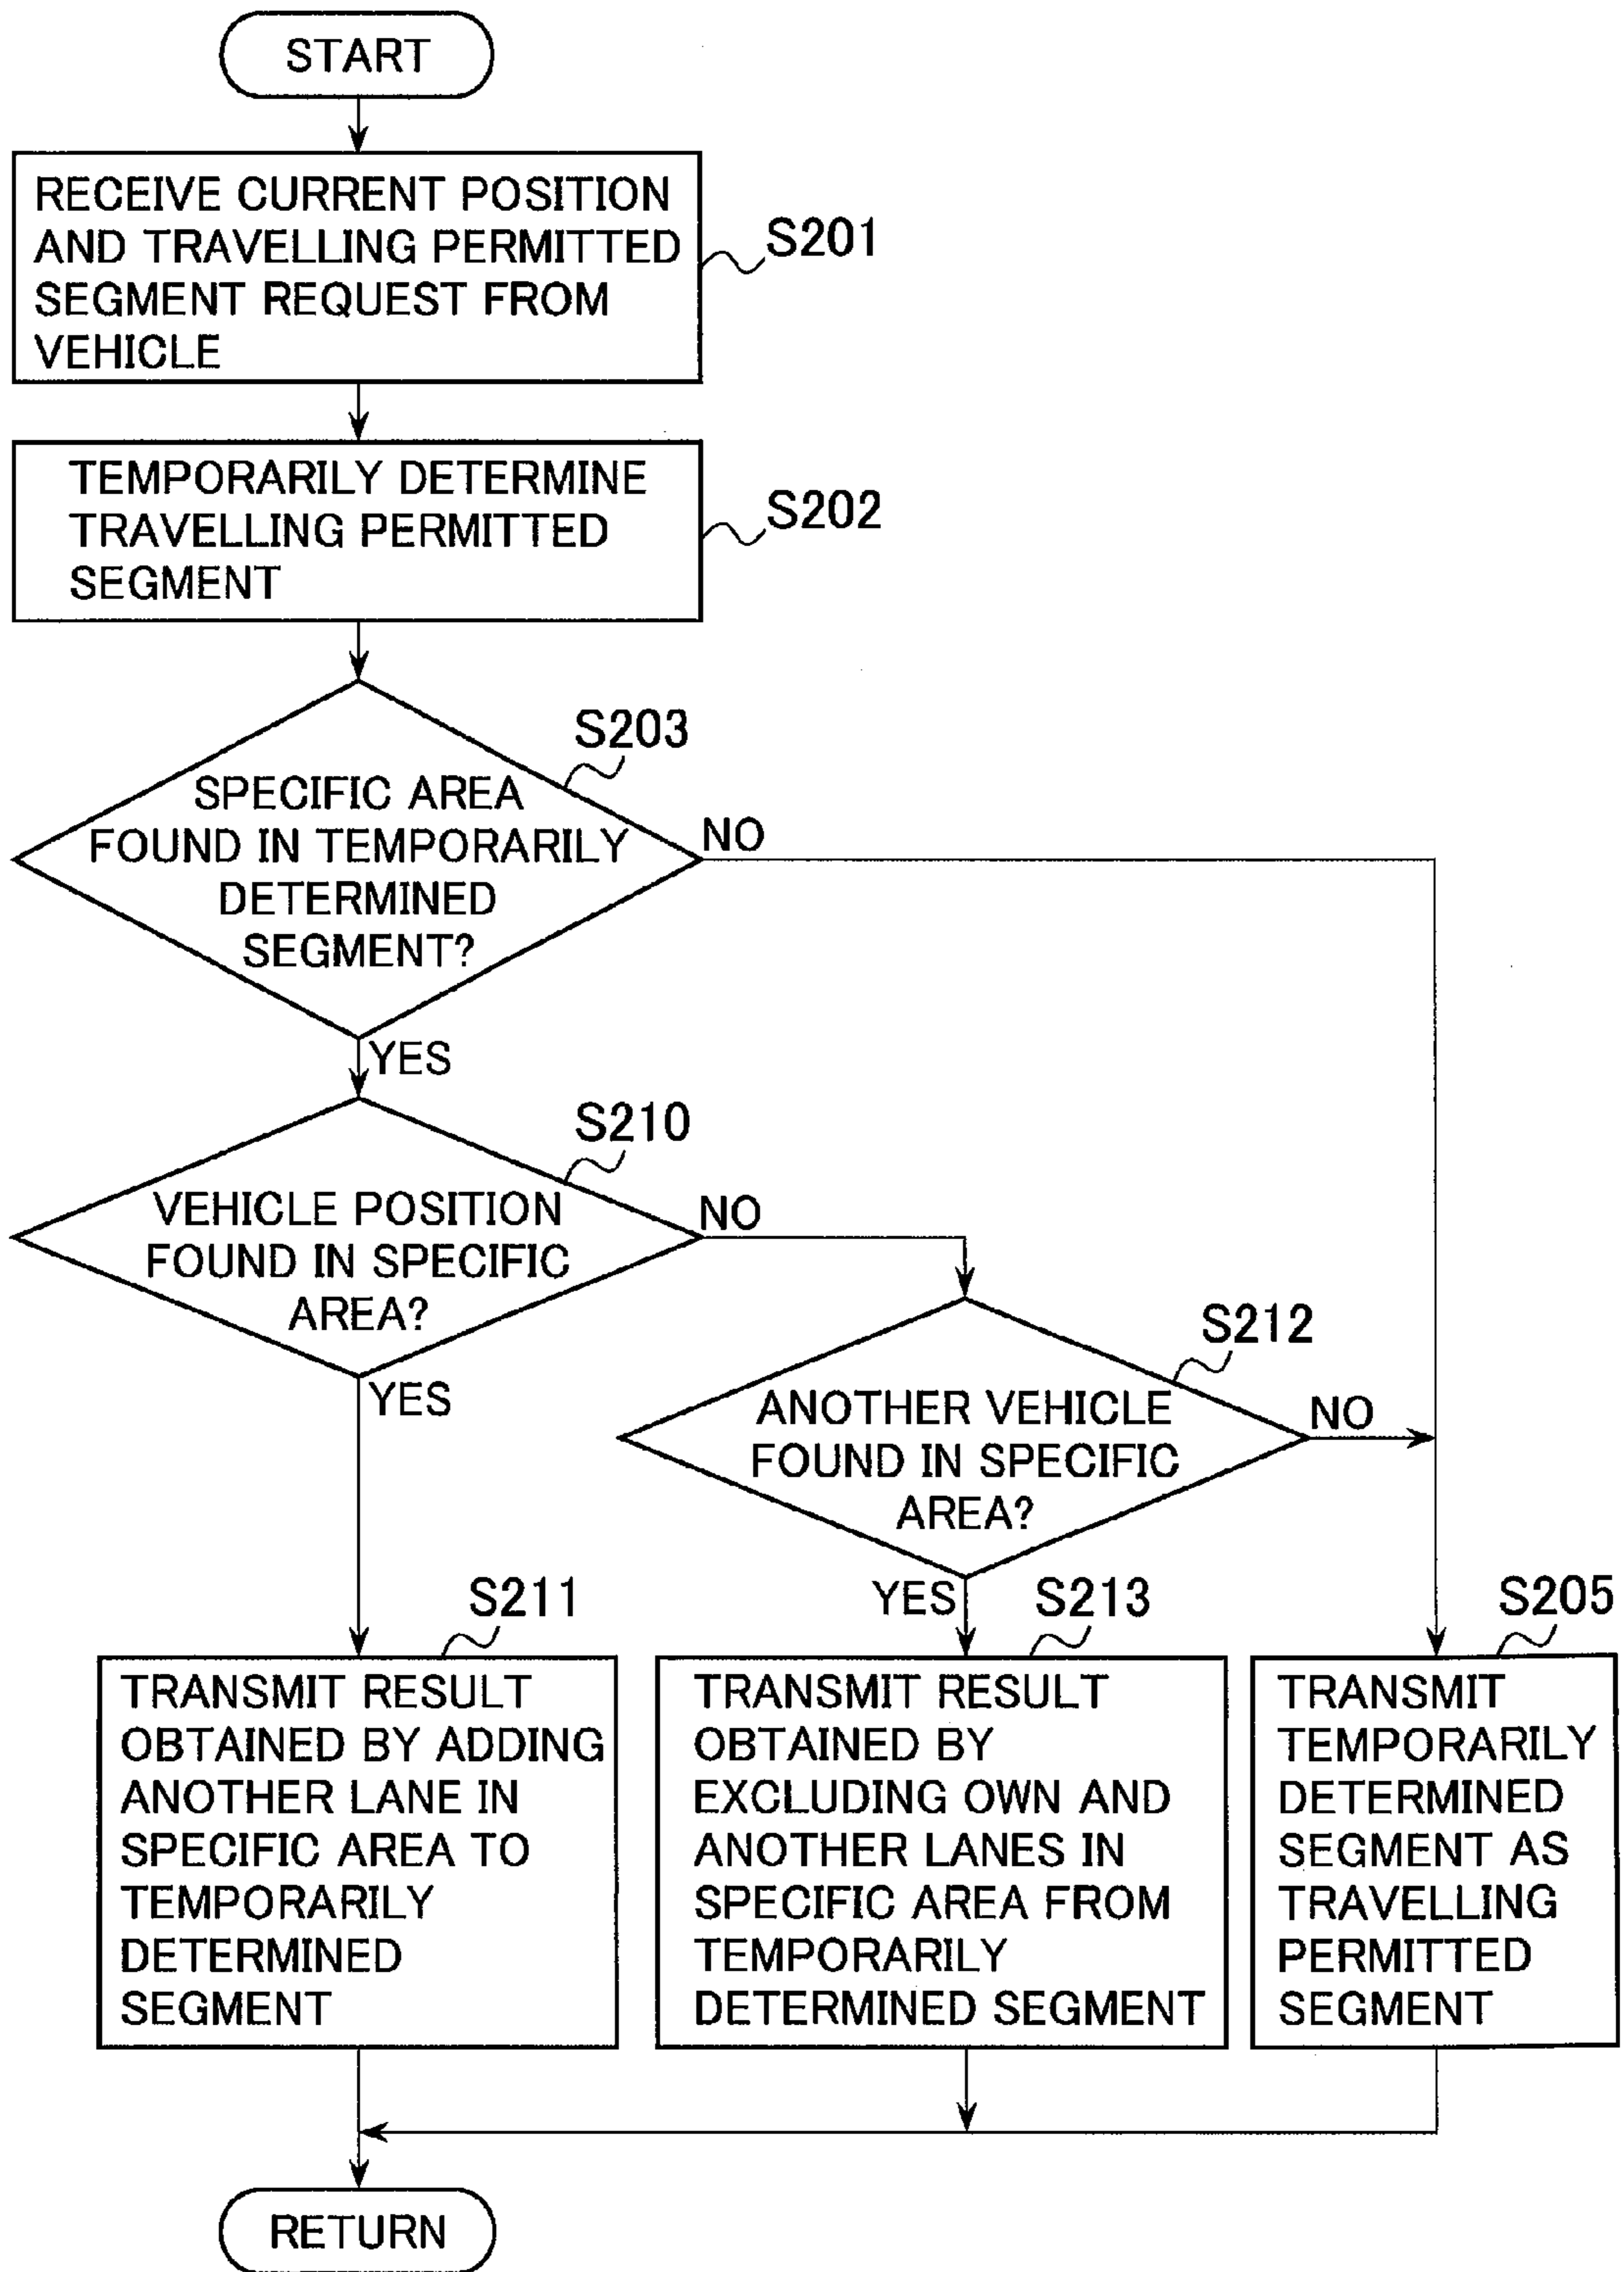 START
RECEIVE CURRENT POSITION
AND TRAVELLING PERMITTED
SEGMENT REQUEST FROM
VEHICLE
S201
TEMPORARILY DETERMINE
TRAVELLING PERMITTED
SEGMENT
S202
S203
SPECIFIC AREA
FOUND IN TEMPORARILY
DETERMINED
SEGMENT?
NO
YES
S210
VEHICLE POSITION
FOUND IN SPECIFIC
AREA?
NO
YES
S212
ANOTHER VEHICLE
FOUND IN SPECIFIC
AREA?
NO
YES
S211
TRANSMIT RESULT
OBTAINED BY ADDING
ANOTHER LANE IN
SPECIFIC AREA TO
TEMPORARILY
DETERMINED
SEGMENT
S213
TRANSMIT RESULT
OBTAINED BY
EXCLUDING OWN AND
ANOTHER LANES IN
SPECIFIC AREA FROM
TEMPORARILY
DETERMINED SEGMENT
S205
TRANSMIT
TEMPORARILY
DETERMINED
SEGMENT AS
TRAVELLING
PERMITTED
SEGMENT
RETURN